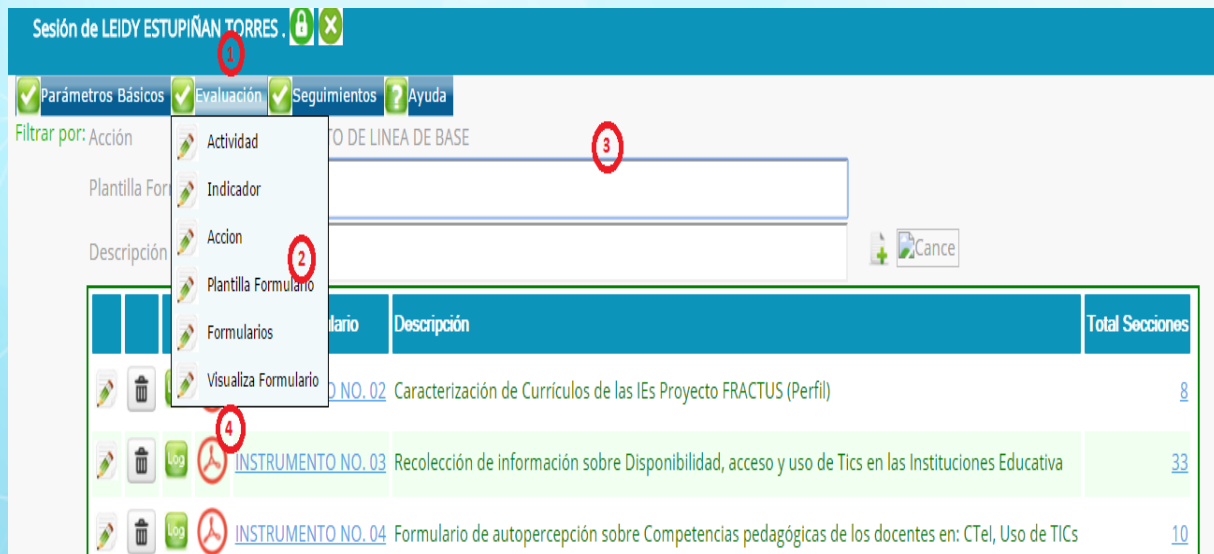 Sesión de LEIDY ESTUPIÑAN TORRES .
1
Parámetros Básicos Evaluación Seguimientos ? Ayuda
Filtrar por: Acción TO DE LINEA DE BASE
3
Actividad
Plantilla For
Indicador
Accion
Descripción
2
Cance
Plantilla Formulario
Formularios
Visualiza Formulario
lario Descripción Total Secciones
O NO. 02 Caracterización de Currículos de las IEs Proyecto FRACTUS (Perfil) 8
4
Log INSTRUMENTO NO. 03 Recolección de información sobre Disponibilidad, acceso y uso de Tics en las Instituciones Educativa 33
Log INSTRUMENTO NO. 04 Formulario de autopercepción sobre Competencias pedagógicas de los docentes en: CTeI, Uso de TICs 10